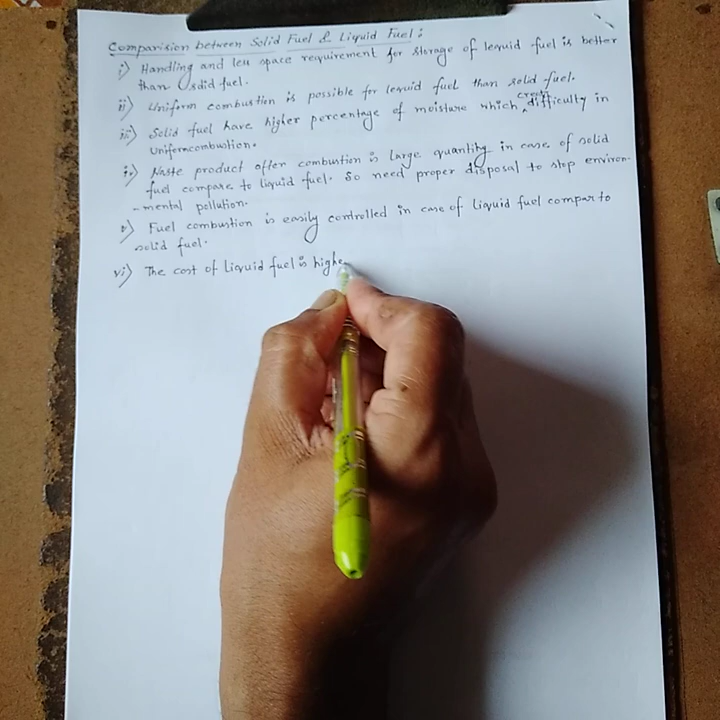 Comparision between Solid Fuel & Liquid Fuel:
i) Handling and less space requirement for storage of lequid fuel is better
than solid fuel.
ii) Uniform combustion is possible for lequid fuel than solid fuel.
iii) Solid fuel have higher percentage of moisture which create difficulty in
Uniformcombustion.
iv) Waste product after combustion is Large quantity in case of solid
fuel compare to liquid fuel. So need proper disposal to stop environ-
-mental pollution.
v) Fuel combustion is easily controlled in case of Liquid fuel compar to
solid fuel.
vi) The cost of Liquid fuel is highe